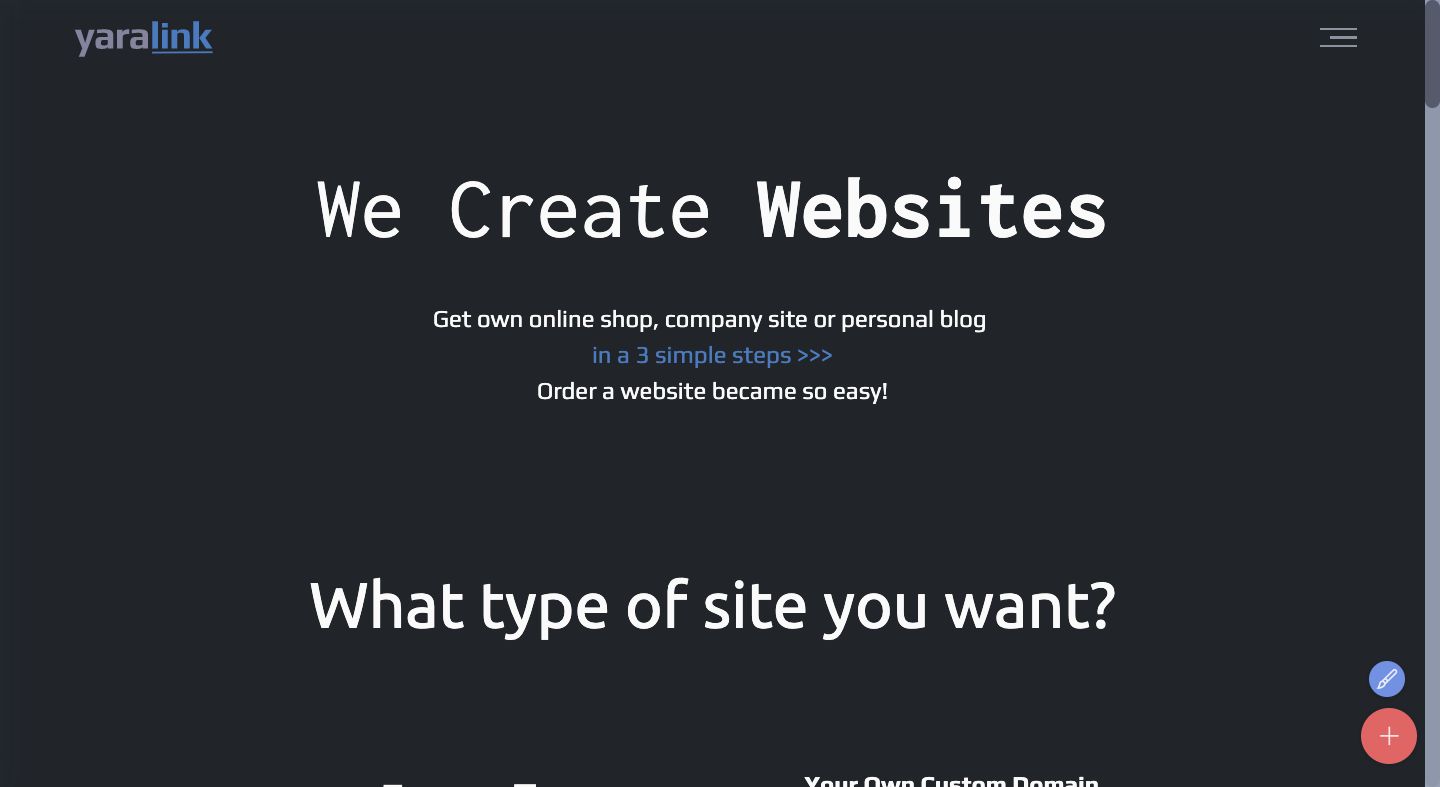 yaralink
We Create Websites
Get own online shop, company site or personal blog
in a 3 simple steps >>>
Order a website became so easy!
What type of site you want?
Your Own Custom Domain